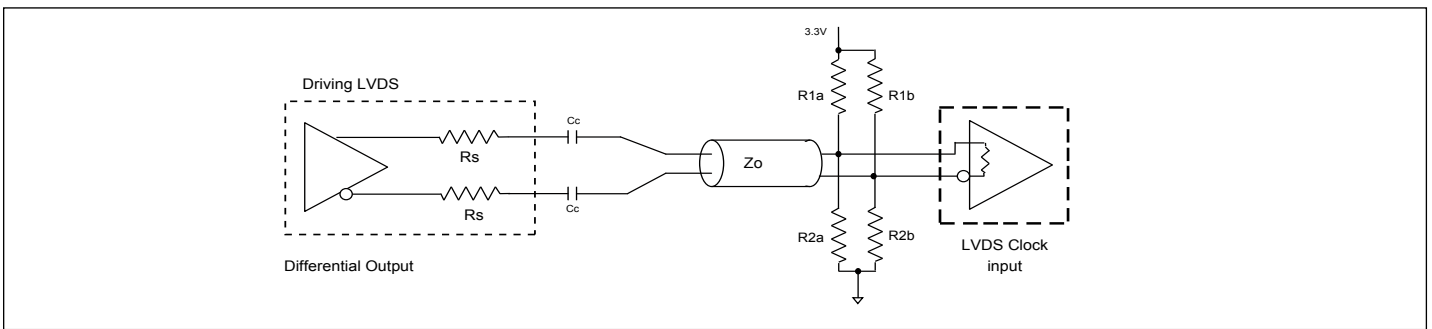 3.3V
Driving LVDS
R1a
R1b
Cc
Rs
Zo
Rs
Cc
R2a
R2b
LVDS Clock
input
Differential Output